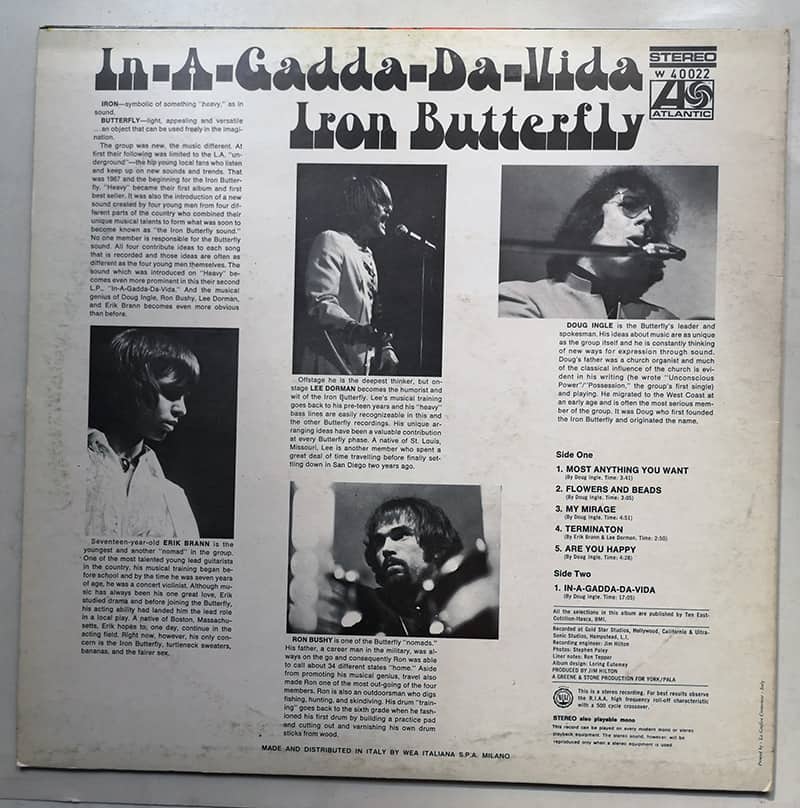 In-A-Gadda-Da-Vida
Iron Butterfly
STEREO
W 40022
ATLANTIC
IRON—symbolic of something "heavy," as in
sound.
BUTTERFLY—light, appealing and versatile
...an object that can be used freely in the imagi-
nation.
The group was new, the music different. At
first their following was limited to the L.A. "un-
derground"—the hip young local fans who listen
and keep up on new sounds and trends. That
was 1967 and the beginning for the Iron Butter-
fly. "Heavy" became their first album and first
best seller. It was also the introduction of a new
sound created by four young men from four dif-
ferent parts of the country who combined their
unique musical talents to form what was soon to
become known as "the Iron Butterfly sound."
No one member is responsible for the Butterfly
sound. All four contribute ideas to each song
that is recorded and those ideas are often as
different as the four young men themselves. The
sound which was introduced on "Heavy" be-
comes even more prominent in this their second
L.P., "In-A-Gadda-Da-Vida." And the musical
genius of Doug Ingle, Ron Bushy, Lee Dorman,
and Erik Brann becomes even more obvious
than before.
Seventeen-year-old ERIK BRANN is the
youngest and another "nomad" in the group.
One of the most talented young lead guitarists
in the country, his musical training began be-
fore school and by the time he was seven years
of age, he was a concert violinist. Although mu-
sic has always been his one great love, Erik
studied drama and before joining the Butterfly,
his acting ability had landed him the lead role
in a local play. A native of Boston, Massachu-
setts, Erik hopes to, one day, continue in the
acting field. Right now, however, his only con-
cern is the Iron Butterfly, turtleneck sweaters,
bananas, and the fairer sex.
Offstage he is the deepest thinker, but on-
stage LEE DORMAN becomes the humorist and
wit of the Iron Butterfly. Lee's musical training
goes back to his pre-teen years and his "heavy"
bass lines are easily recognizeable in this and
the other Butterfly recordings. His unique ar-
ranging ideas have been a valuable contribution
at every Butterfly phase. A native of St. Louis,
Missouri, Lee is another member who spent a
great deal of time travelling before finally set-
tling down in San Diego two years ago.
RON BUSHY is one of the Butterfly "nomads."
His father, a career man in the military, was al-
ways on the go and consequently Ron was able
to call about 34 different states "home." Aside
from promoting his musical genius, travel also
made Ron one of the most out-going of the four
members. Ron is also an outdoorsman who digs
fishing, hunting, and skindiving. His drum "train-
ing" goes back to the sixth grade when he fash-
ioned his first drum by building a practice pad
and cutting out and varnishing his own drum
sticks from wood.
DOUG INGLE is the Butterfly's leader and
spokesman. His ideas about music are as unique
as the group itself and he is constantly thinking
of new ways for expression through sound.
Doug's father was a church organist and much
of the classical influence of the church is evi-
dent in his writing (he wrote "Unconscious
Power"/"Possession," the group's first single)
and playing. He migrated to the West Coast at
an early age and is often the most serious mem-
ber of the group. It was Doug who first founded
the Iron Butterfly and originated the name.
Side One
1. MOST ANYTHING YOU WANT
(By Doug Ingle, Time: 3:41)
2. FLOWERS AND BEADS
(By Doug Ingle, Time: 3:05)
3. MY MIRAGE
(By Doug Ingle, Time: 4:51)
4. TERMINATON
(By Erik Brann & Lee Dorman, Time: 2:50)
5. ARE YOU HAPPY
(By Doug Ingle, Time: 4:28)
Side Two
1. IN-A-GADDA-DA-VIDA
(By Doug Ingle, Time: 17:05)
All the selections in this album are published by Ten East-
Cotillion-Itasca, BMI.
Recorded at Gold Star Studios, Hollywood, California & Ultra-
Sonic Studios, Hempstead, L.I.
Recording engineer: Jim Hilton
Photos: Stephen Paley
Liner notes: Ron Tepper
Album design: Loring Eutemey
PRODUCED BY JIM HILTON
A GREENE & STONE PRODUCTION FOR YORK/PALA
This is a stereo recording. For best results observe
the R.I.A.A. high frequency roll-off characteristic
with a 500 cycle crossover.
STEREO also playable mono
This record can be played on every modern mono or stereo
playback equipment. The stereo sound, however, will be
reproduced only when a stereo equipment is used.
MADE AND DISTRIBUTED IN ITALY BY WEA ITALIANA S.P.A. MILANO